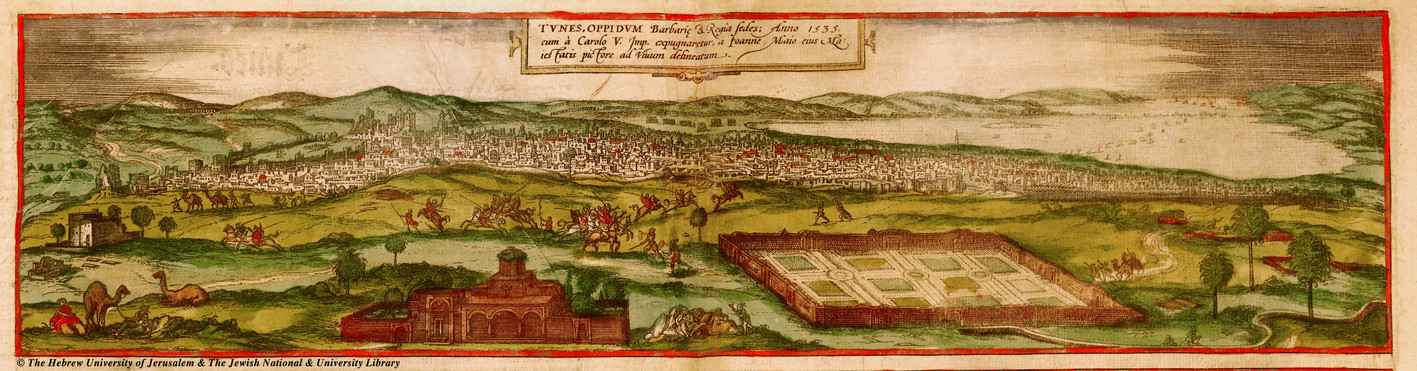 TVNES, OPPIDVM Barbarię & Regia sedes; Anno 1535.
cum à Carolo V. Imp. expugnaretur, a Ioanne Maio eius Ma
iestatis pictore ad Viuum delineatum.
© The Hebrew University of Jerusalem & The Jewish National & University Library